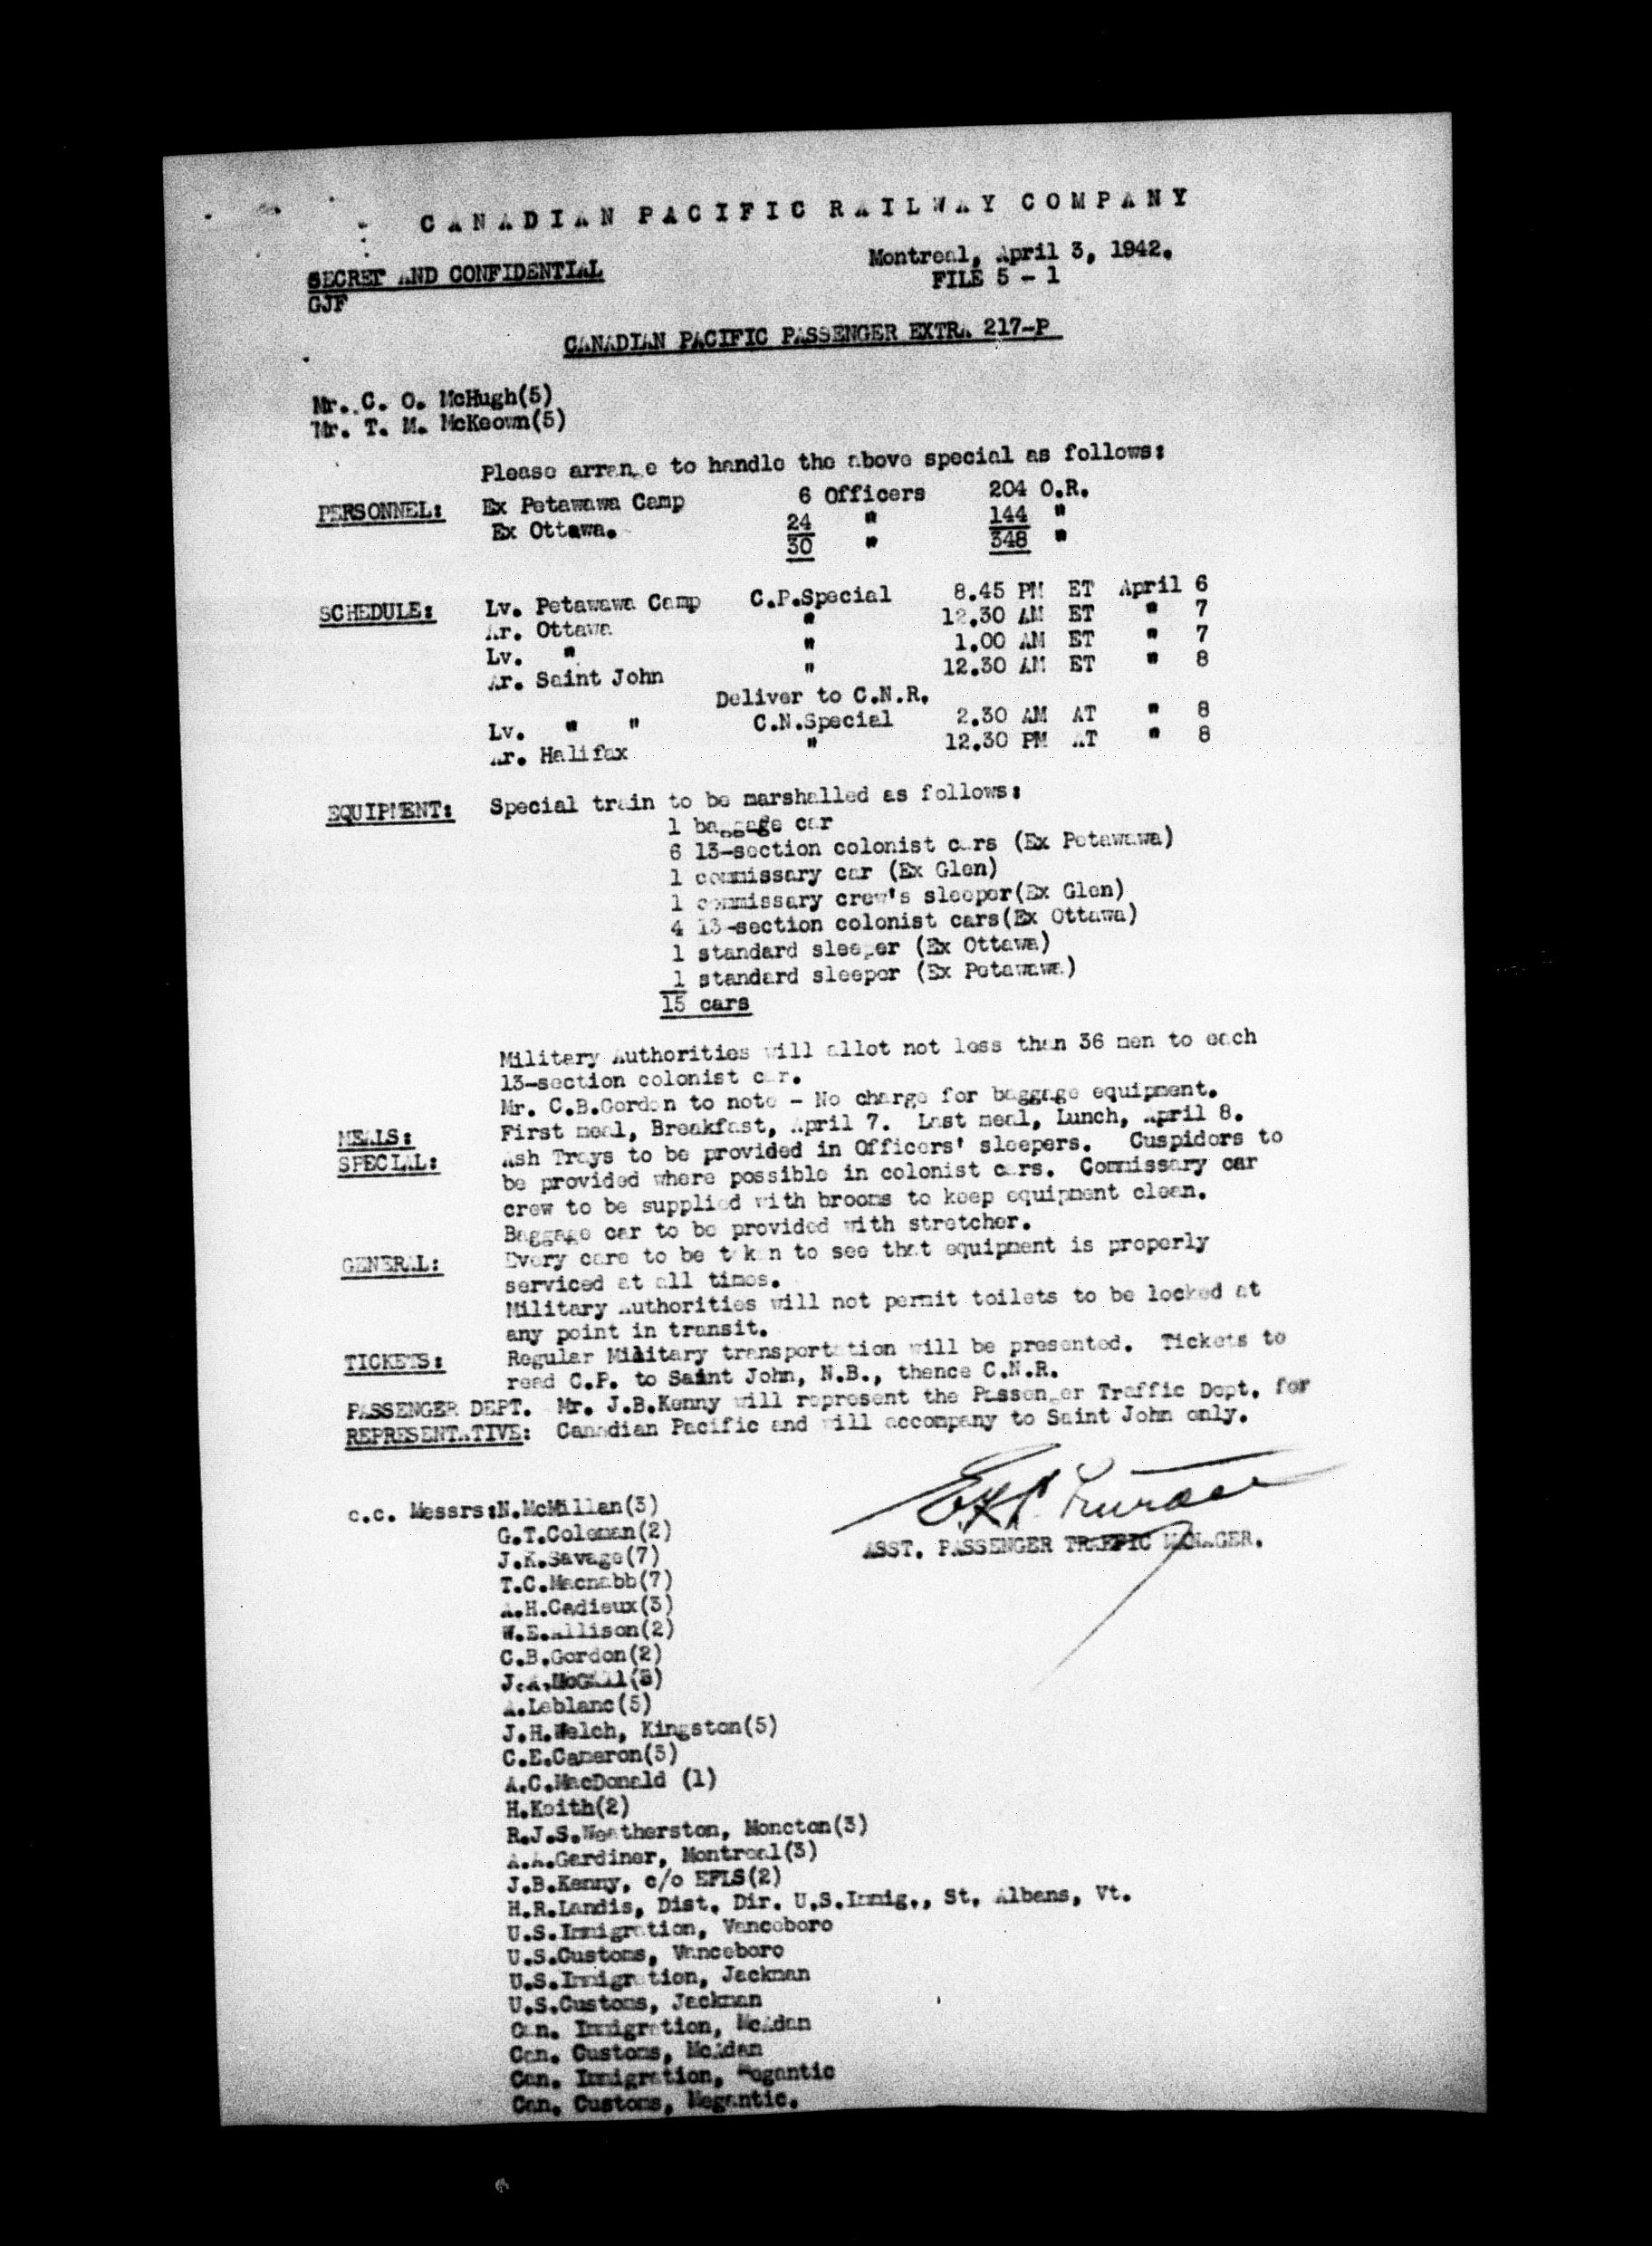 CANADIAN PACIFIC RAILWAY COMPANY
Montreal, April 3, 1942.
SECRET AND CONFIDENTIAL
FILE 5 - 1
GJF
CANADIAN PACIFIC PASSENGER EXTRA 217-P
Mr. C. O. McHugh(5)
Mr. T. M. McKeown(5)
Please arrange to handle the above special as follows:
PERSONNEL: Ex Petawawa Camp 6 Officers 204 O.R.
Ex Ottawa. 24 " 144 "
30 " 348 "
SCHEDULE: Lv. Petawawa Camp C.P.Special 8.45 PM ET April 6
Ar. Ottawa " 12.30 AM ET " 7
Lv. " " 1.00 AM ET " 7
Ar. Saint John " 12.30 AM ET " 8
Deliver to C.N.R.
Lv. " " C.N.Special 2.30 AM AT " 8
Ar. Halifax " 12.30 PM AT " 8
EQUIPMENT: Special train to be marshalled as follows:
1 baggage car
6 13-section colonist cars (Ex Petawawa)
1 commissary car (Ex Glen)
1 commissary crew's sleeper(Ex Glen)
4 13-section colonist cars(Ex Ottawa)
1 standard sleeper (Ex Ottawa)
1 standard sleeper (Ex Petawawa)
15 cars
Military Authorities will allot not less than 36 men to each
13-section colonist car.
Mr. C.B.Gordon to note - No charge for baggage equipment.
MEALS: First meal, Breakfast, April 7. Last meal, Lunch, April 8.
SPECIAL: Ash Trays to be provided in Officers' sleepers. Cuspidors to
be provided where possible in colonist cars. Commissary car
crew to be supplied with brooms to keep equipment clean.
Baggage car to be provided with stretcher.
GENERAL: Every care to be taken to see that equipment is properly
serviced at all times.
Military Authorities will not permit toilets to be locked at
any point in transit.
TICKETS: Regular Military transportation will be presented. Tickets to
read C.P. to Saint John, N.B., thence C.N.R.
PASSENGER DEPT. Mr. J.B.Kenny will represent the Passenger Traffic Dept. for
REPRESENTATIVE: Canadian Pacific and will accompany to Saint John only.
c.c. Messrs:N.McMillan(3)
G.T.Coleman(2)
ASST. PASSENGER TRAFFIC MANAGER.
J.K.Savage(7)
T.C.Macnabb(7)
A.H.Cadieux(3)
W.E.Allison(2)
C.B.Gordon(2)
J.A.McGill(3)
A.Leblanc(5)
J.H.Welch, Kingston(5)
C.E.Cameron(3)
A.C.MacDonald (1)
H.Keith(2)
R.J.S.Weatherston, Moncton(3)
A.A.Gardiner, Montreal(3)
J.B.Kenny, c/o EFLS(2)
H.R.Landis, Dist. Dir. U.S.Immig., St. Albans, Vt.
U.S.Immigration, Vanceboro
U.S.Customs, Vanceboro
U.S.Immigration, Jackman
U.S.Customs, Jackman
Can. Immigration, McAdam
Can. Customs, McAdam
Can. Immigration, Megantic
Can. Customs, Megantic.